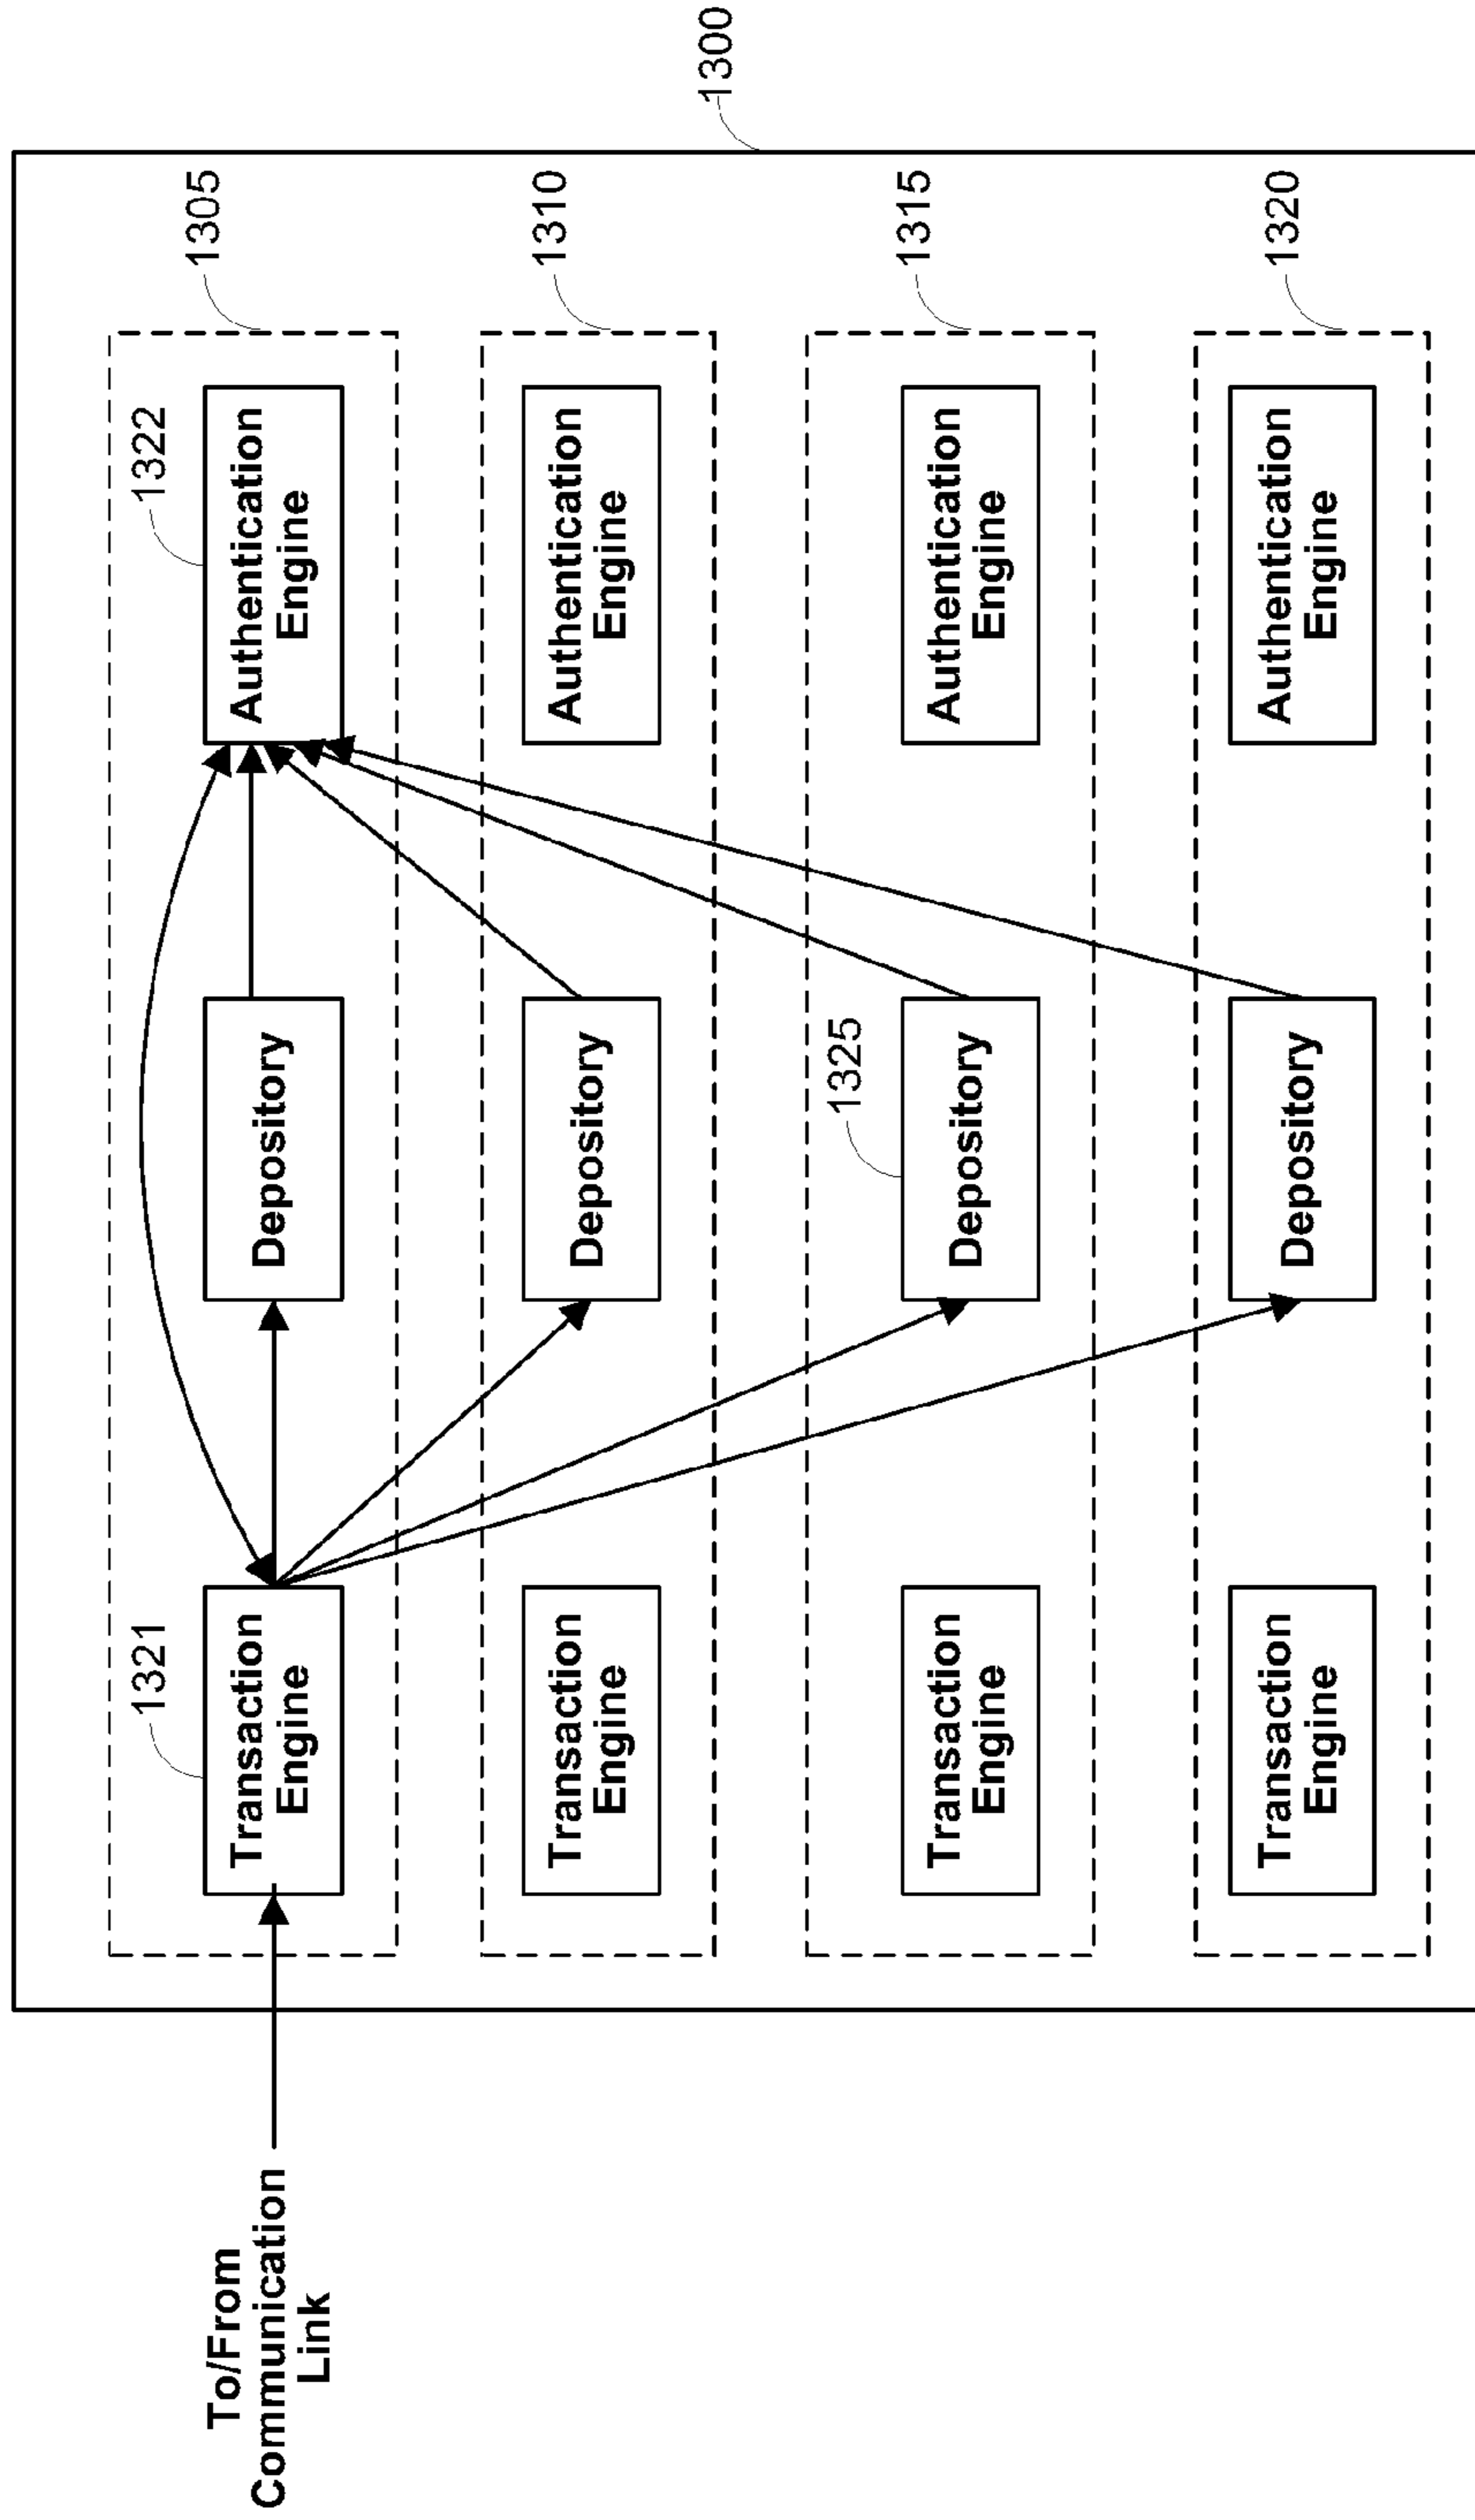 1300
1305
1322
1321
To/From
Communication
Link
Transaction
Engine
Depository
Authentication
Engine
1310
Transaction
Engine
Depository
Authentication
Engine
1315
1325
Transaction
Engine
Depository
Authentication
Engine
1320
Transaction
Engine
Depository
Authentication
Engine